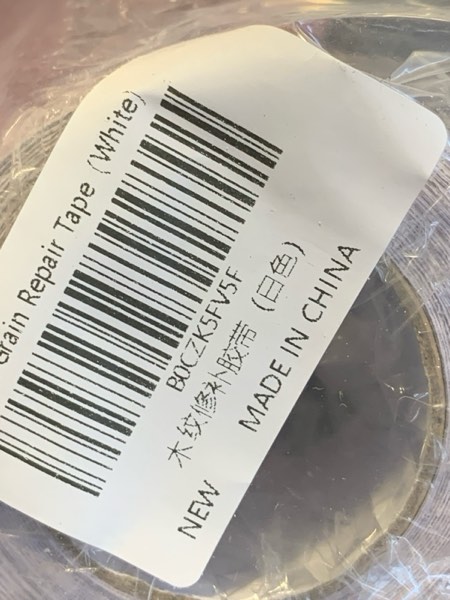 Grain Repair Tape (White)
B0CZK5FV5F
木纹修补胶带 (白色)
NEW
MADE IN CHINA